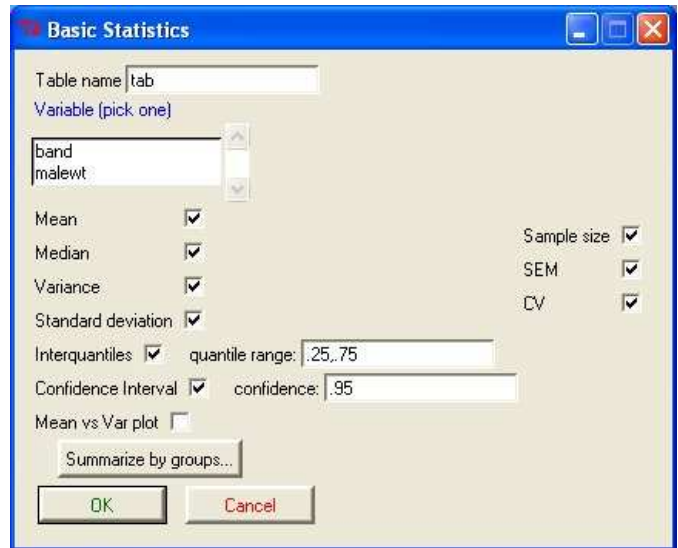 Basic Statistics
Table name tab
Variable (pick one)
band
malewt
Mean
Median
Variance
Standard deviation
Interquantiles quantile range: .25,.75
Confidence Interval confidence: .95
Mean vs Var plot
Sample size
SEM
CV
Summarize by groups...
OK Cancel